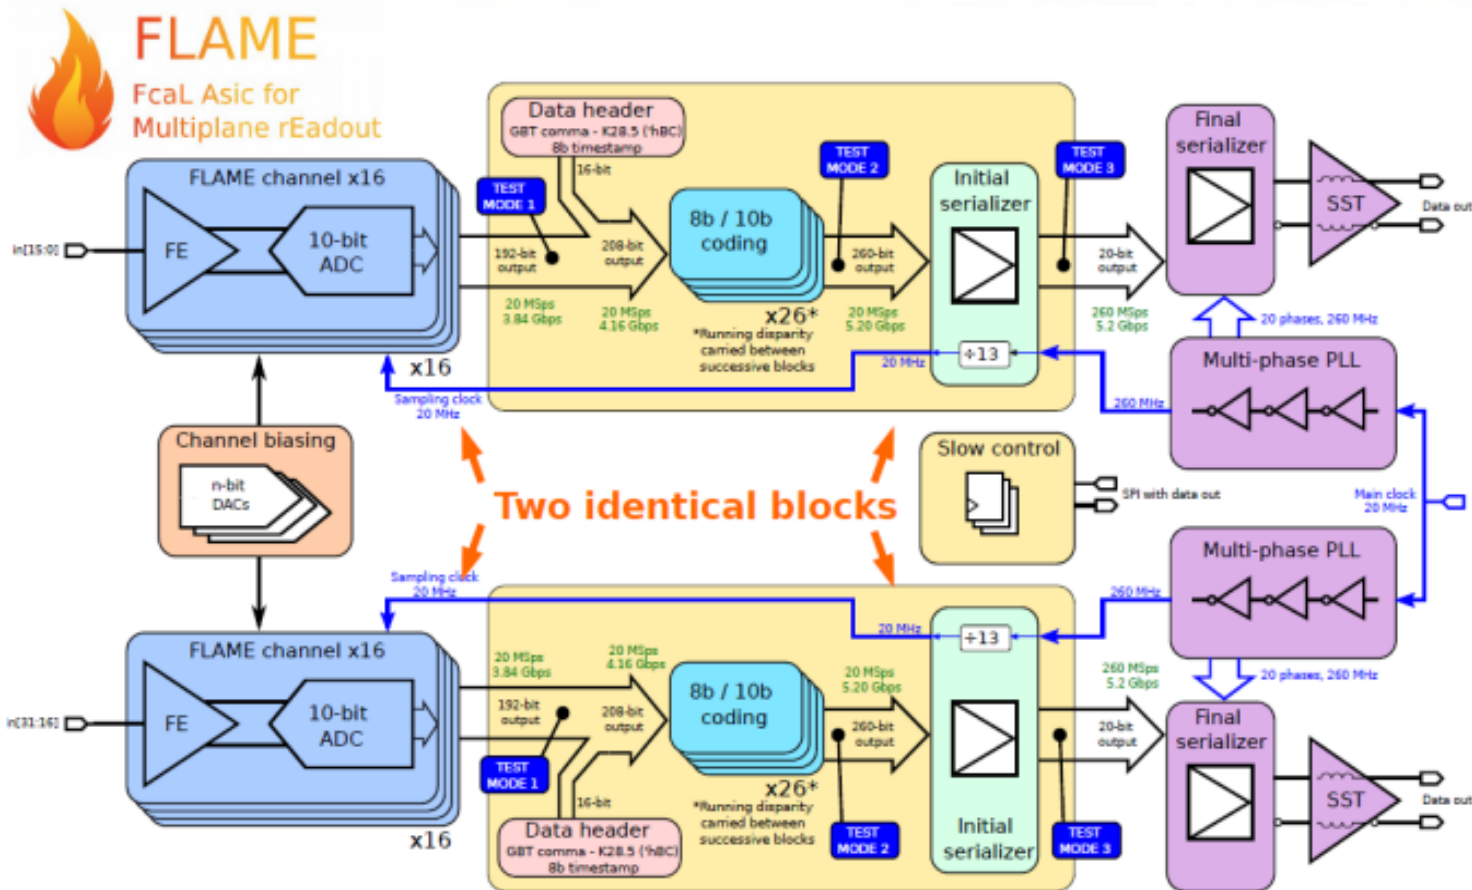 FLAME
FcaL Asic for
Multiplane rEadout
Data header
GBT comma - K28.5 ('hBC)
8b timestamp
16-bit
TEST
MODE 1
FLAME channel x16
in[15:0]
FE
10-bit
ADC
x16
192-bit
output
20 MSps
3.84 Gbps
208-bit
output
20 MSps
4.16 Gbps
8b / 10b
coding
x26*
*Running disparity
carried between
successive blocks
TEST
MODE 2
260-bit
output
20 MSps
5.20 Gbps
Initial
serializer
÷13
20 MHz
TEST
MODE 3
20-bit
output
260 MSps
5.2 Gbps
Final
serializer
SST
Data out
20 phases, 260 MHz
Multi-phase PLL
260 MHz
Sampling clock
20 MHz
Channel biasing
n-bit
DACs
Two identical blocks
Slow control
SPI with data out
Main clock
20 MHz
Multi-phase PLL
260 MHz
20 phases, 260 MHz
Sampling clock
20 MHz
FLAME channel x16
in[31:16]
FE
10-bit
ADC
x16
20 MSps
3.84 Gbps
192-bit
output
TEST
MODE 1
20 MSps
4.16 Gbps
208-bit
output
16-bit
Data header
GBT comma - K28.5 ('hBC)
8b timestamp
8b / 10b
coding
x26*
*Running disparity
carried between
successive blocks
20 MSps
5.20 Gbps
260-bit
output
TEST
MODE 2
20 MHz
÷13
Initial
serializer
260 MSps
5.2 Gbps
20-bit
output
TEST
MODE 3
Final
serializer
SST
Data out